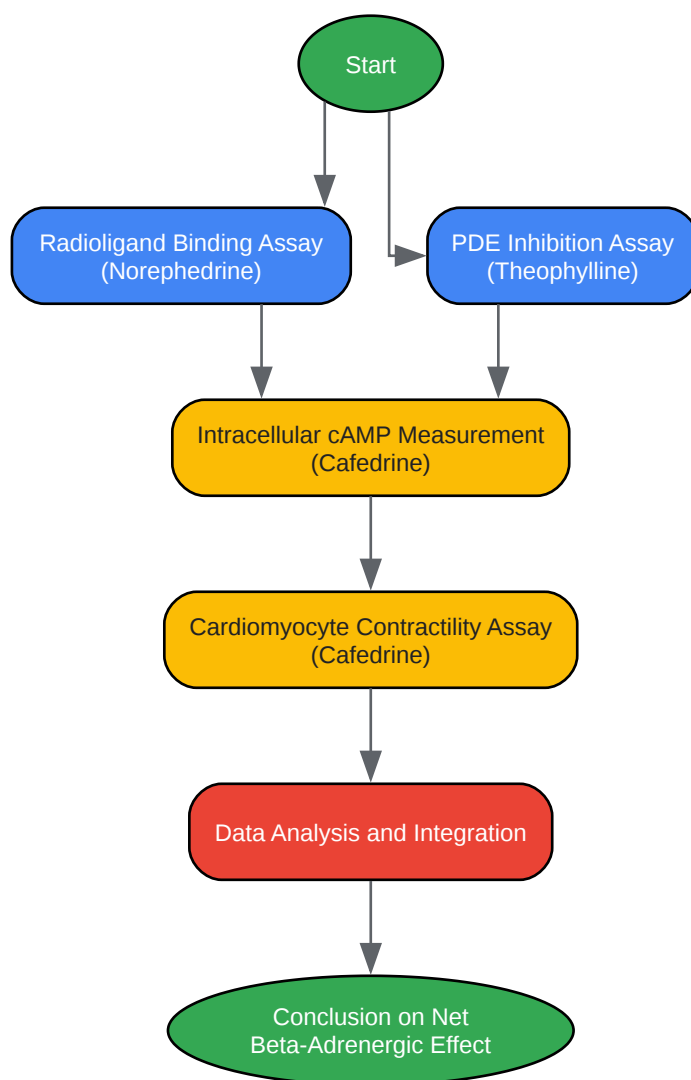 Start
Radioligand Binding Assay
(Norephedrine)
PDE Inhibition Assay
(Theophylline)
Intracellular cAMP Measurement
(Cafedrine)
Cardiomyocyte Contractility Assay
(Cafedrine)
Data Analysis and Integration
Conclusion on Net
Beta-Adrenergic Effect